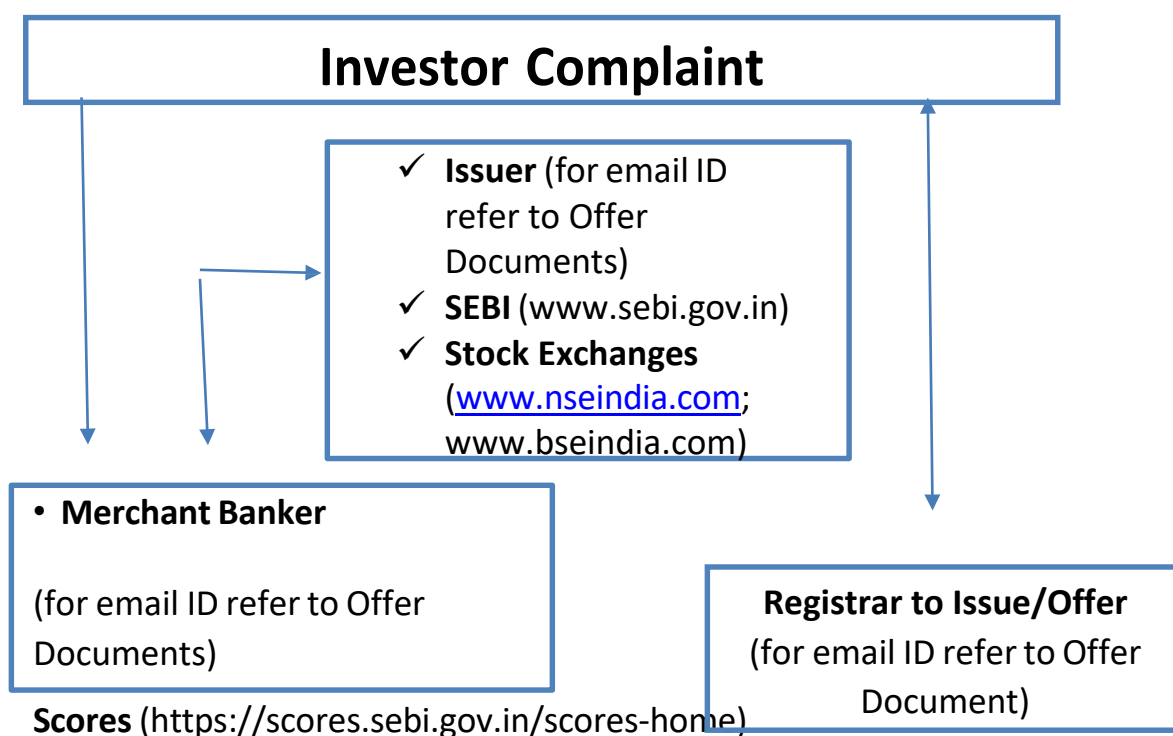 Investor Complaint
✓ Issuer (for email ID
refer to Offer
Documents)
✓ SEBI (www.sebi.gov.in)
✓ Stock Exchanges
(www.nseindia.com;
www.bseindia.com)
• Merchant Banker
(for email ID refer to Offer
Documents)
Registrar to Issue/Offer
(for email ID refer to Offer
Document)
Scores (https://scores.sebi.gov.in/scores-home)